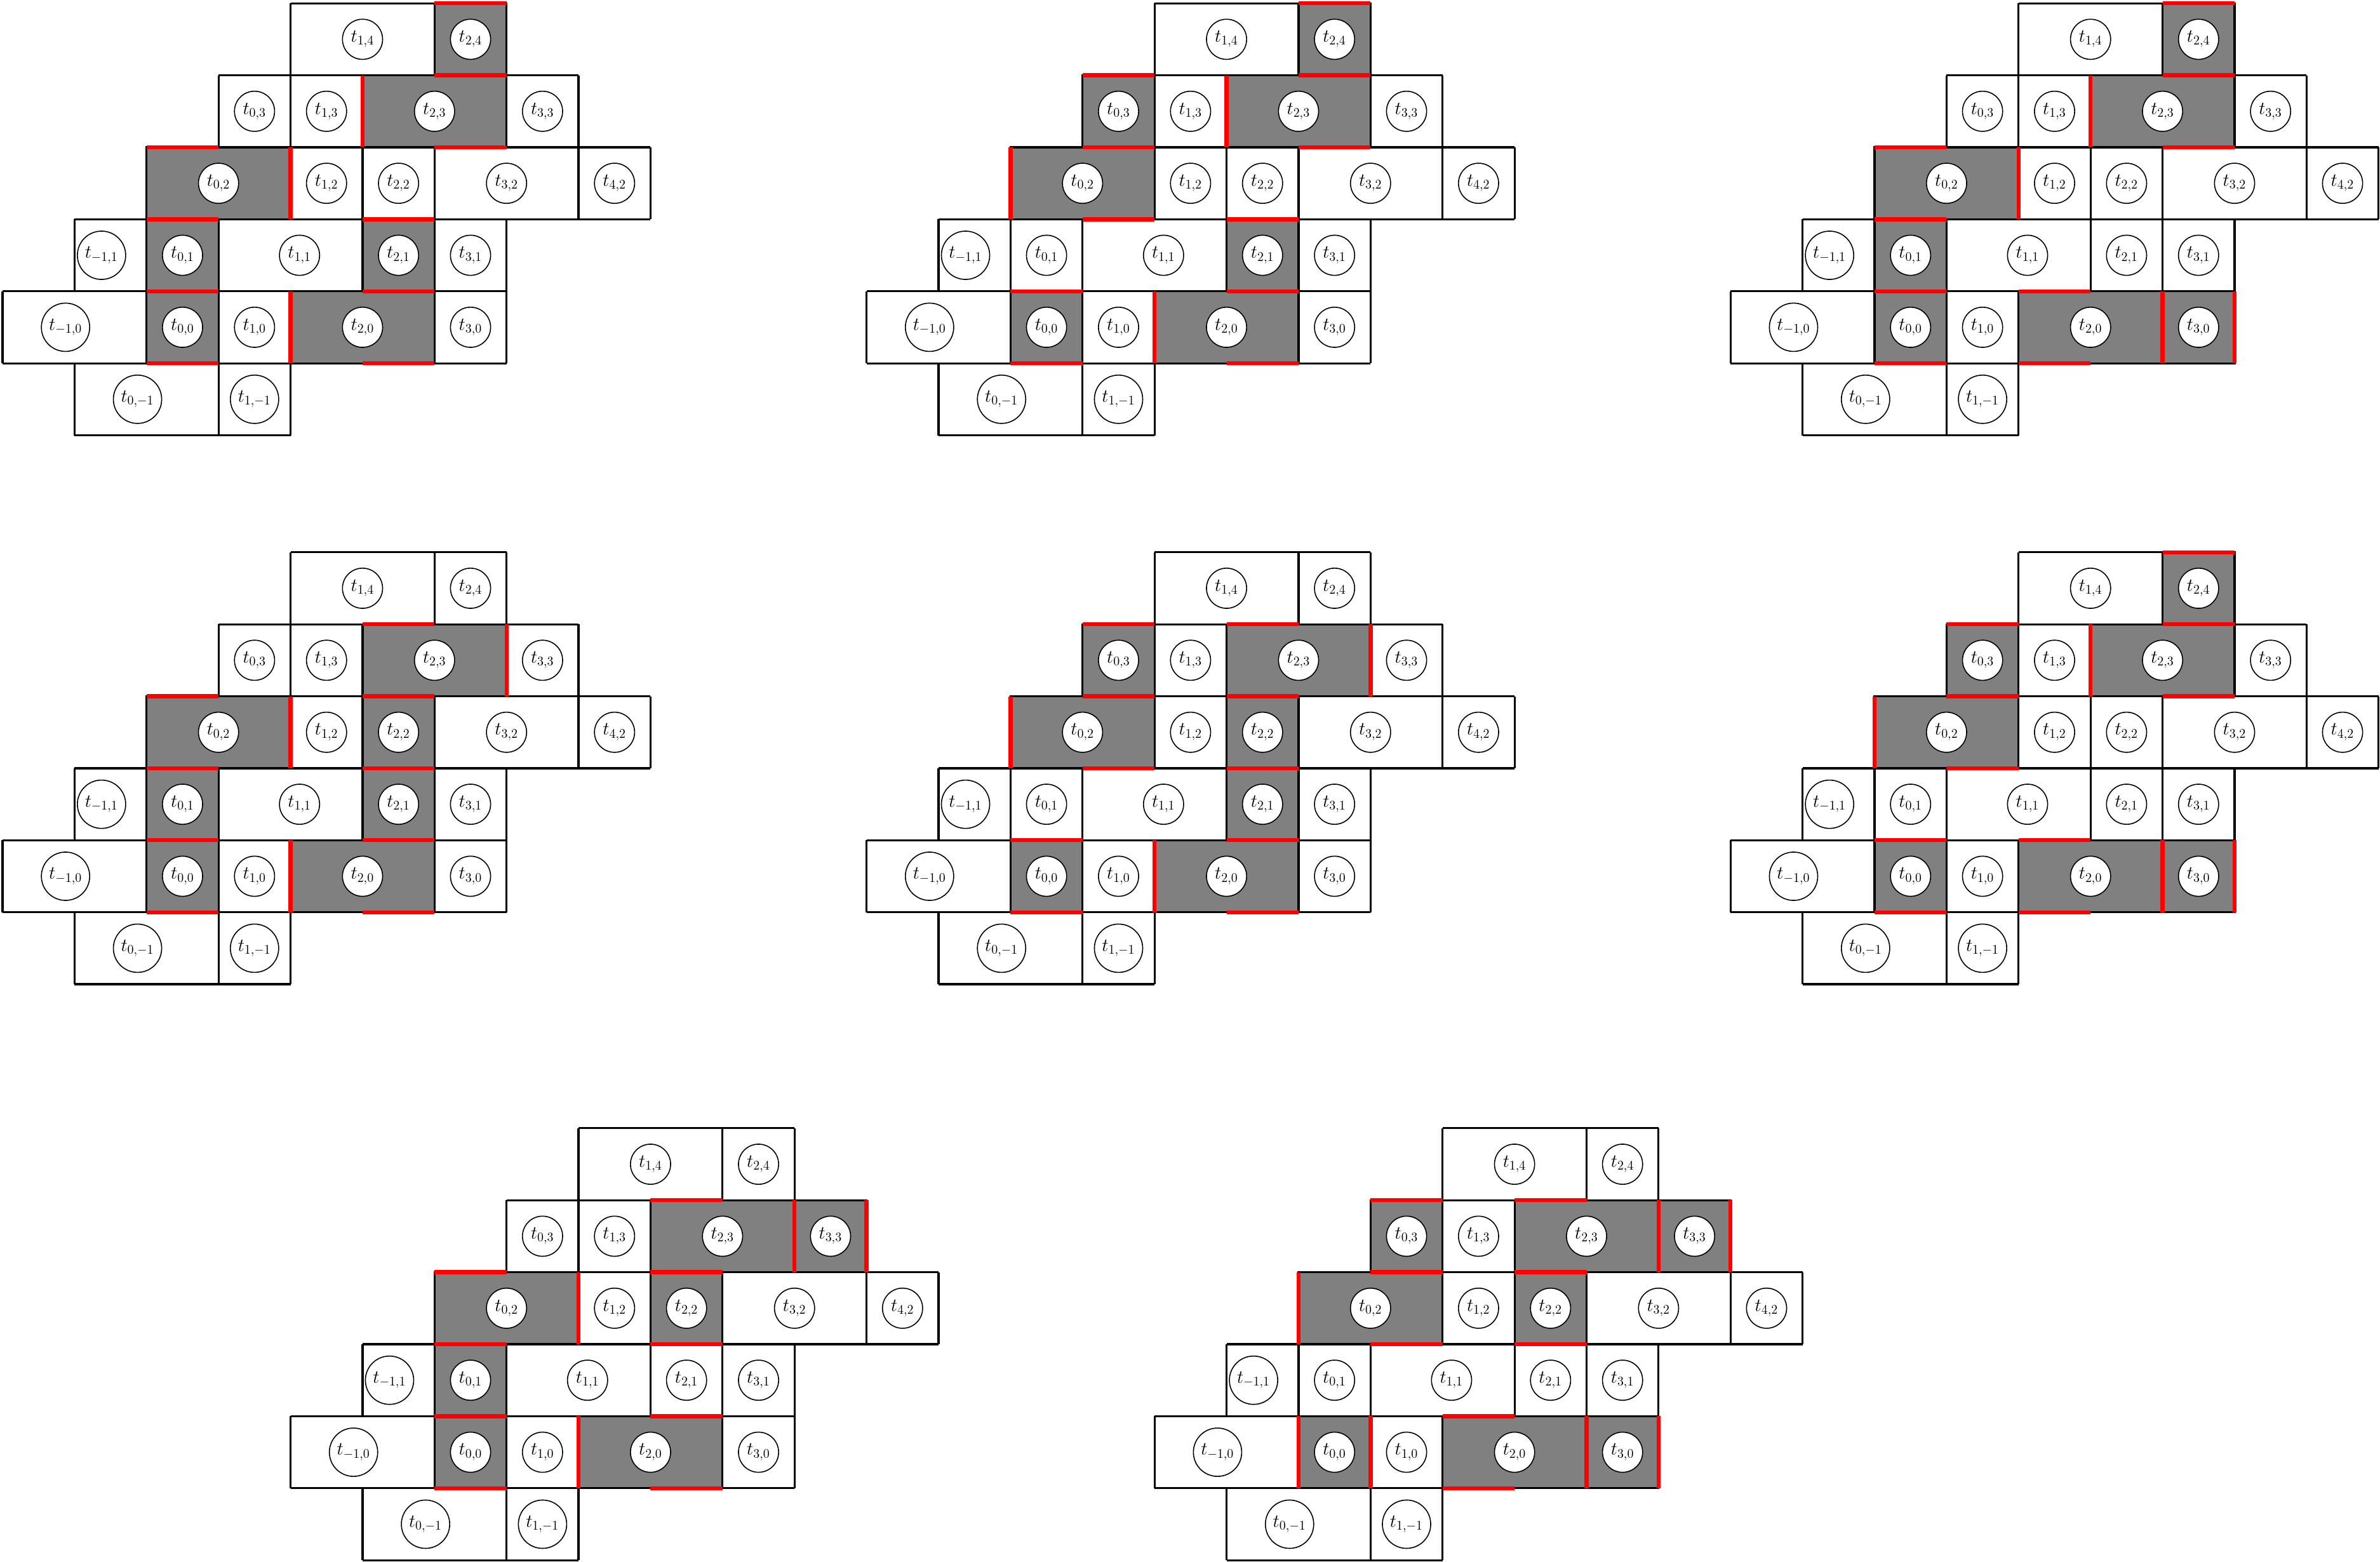 t_{1,4} t_{2,4} t_{1,4} t_{2,4} t_{1,4} t_{2,4}
t_{0,3} t_{1,3} t_{2,3} t_{3,3} t_{0,3} t_{1,3} t_{2,3} t_{3,3} t_{0,3} t_{1,3} t_{2,3} t_{3,3}
t_{0,2} t_{1,2} t_{2,2} t_{3,2} t_{4,2} t_{0,2} t_{1,2} t_{2,2} t_{3,2} t_{4,2} t_{0,2} t_{1,2} t_{2,2} t_{3,2} t_{4,2}
t_{-1,1} t_{0,1} t_{1,1} t_{2,1} t_{3,1} t_{-1,1} t_{0,1} t_{1,1} t_{2,1} t_{3,1} t_{-1,1} t_{0,1} t_{1,1} t_{2,1} t_{3,1}
t_{-1,0} t_{0,0} t_{1,0} t_{2,0} t_{3,0} t_{-1,0} t_{0,0} t_{1,0} t_{2,0} t_{3,0} t_{-1,0} t_{0,0} t_{1,0} t_{2,0} t_{3,0}
t_{0,-1} t_{1,-1} t_{0,-1} t_{1,-1} t_{0,-1} t_{1,-1}
t_{1,4} t_{2,4} t_{1,4} t_{2,4} t_{1,4} t_{2,4}
t_{0,3} t_{1,3} t_{2,3} t_{3,3} t_{0,3} t_{1,3} t_{2,3} t_{3,3} t_{0,3} t_{1,3} t_{2,3} t_{3,3}
t_{0,2} t_{1,2} t_{2,2} t_{3,2} t_{4,2} t_{0,2} t_{1,2} t_{2,2} t_{3,2} t_{4,2} t_{0,2} t_{1,2} t_{2,2} t_{3,2} t_{4,2}
t_{-1,1} t_{0,1} t_{1,1} t_{2,1} t_{3,1} t_{-1,1} t_{0,1} t_{1,1} t_{2,1} t_{3,1} t_{-1,1} t_{0,1} t_{1,1} t_{2,1} t_{3,1}
t_{-1,0} t_{0,0} t_{1,0} t_{2,0} t_{3,0} t_{-1,0} t_{0,0} t_{1,0} t_{2,0} t_{3,0} t_{-1,0} t_{0,0} t_{1,0} t_{2,0} t_{3,0}
t_{0,-1} t_{1,-1} t_{0,-1} t_{1,-1} t_{0,-1} t_{1,-1}
t_{1,4} t_{2,4} t_{1,4} t_{2,4}
t_{0,3} t_{1,3} t_{2,3} t_{3,3} t_{0,3} t_{1,3} t_{2,3} t_{3,3}
t_{0,2} t_{1,2} t_{2,2} t_{3,2} t_{4,2} t_{0,2} t_{1,2} t_{2,2} t_{3,2} t_{4,2}
t_{-1,1} t_{0,1} t_{1,1} t_{2,1} t_{3,1} t_{-1,1} t_{0,1} t_{1,1} t_{2,1} t_{3,1}
t_{-1,0} t_{0,0} t_{1,0} t_{2,0} t_{3,0} t_{-1,0} t_{0,0} t_{1,0} t_{2,0} t_{3,0}
t_{0,-1} t_{1,-1} t_{0,-1} t_{1,-1}